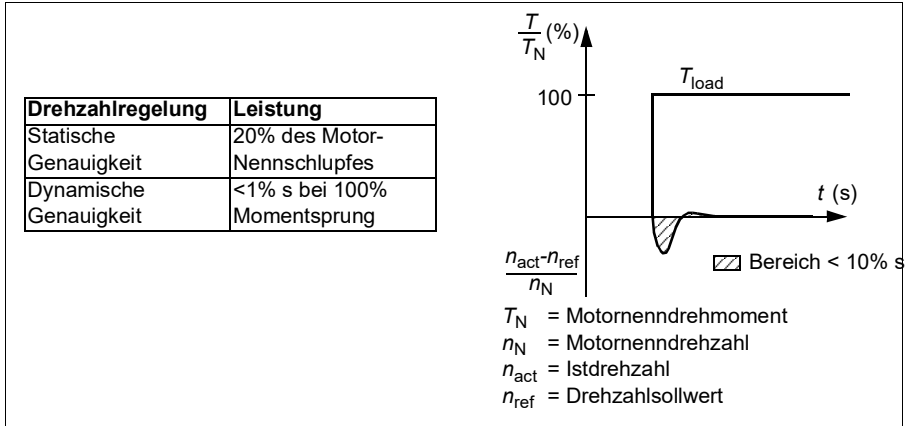 Drehzahlregelung Leistung
Statische 20% des Motor-
Genauigkeit Nennschlupfes
Dynamische <1% s bei 100%
Genauigkeit Momentsprung
T
T_N (%)
100
T_load
t (s)
n_act-n_ref
n_N
Bereich < 10% s
T_N = Motornenndrehmoment
n_N = Motornenndrehzahl
n_act = Istdrehzahl
n_ref = Drehzahlsollwert